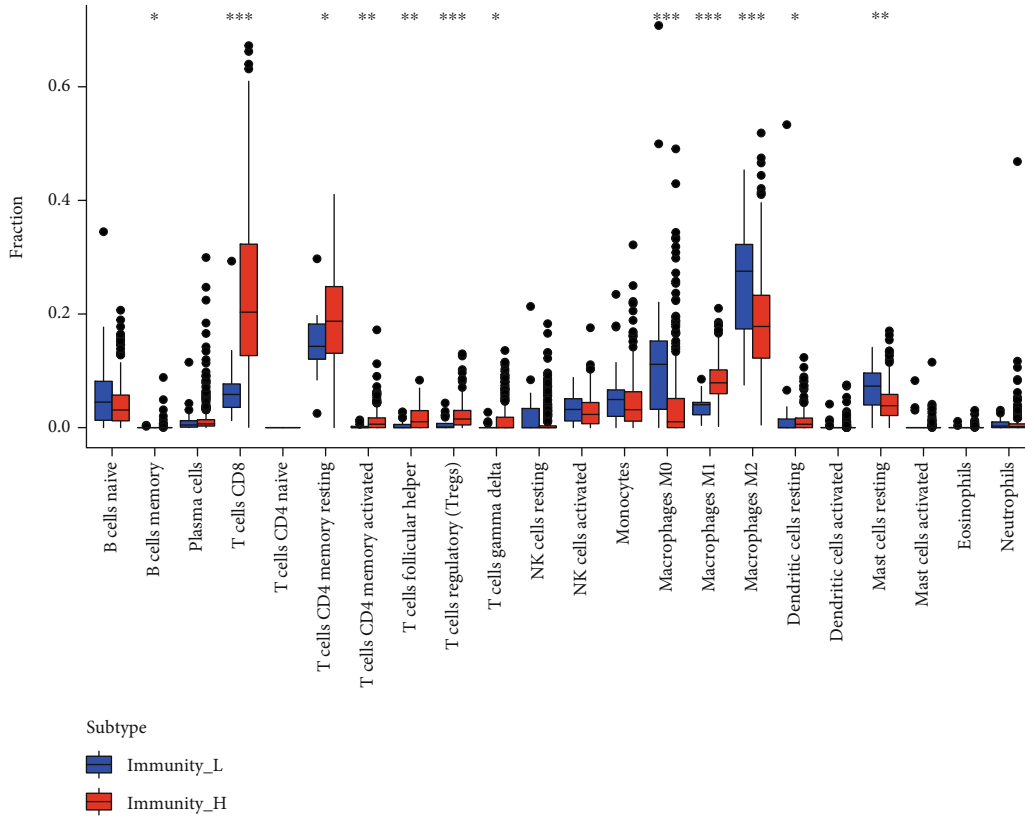 * *** * ** ** *** * *** *** *** * **
0.6
0.4
0.2
0.0
Fraction
B cells naive
B cells memory
Plasma cells
T cells CD8
T cells CD4 naive
T cells CD4 memory resting
T cells CD4 memory activated
T cells follicular helper
T cells regulatory (Tregs)
T cells gamma delta
NK cells resting
NK cells activated
Monocytes
Macrophages M0
Macrophages M1
Macrophages M2
Dendritic cells resting
Dendritic cells activated
Mast cells resting
Mast cells activated
Eosinophils
Neutrophils
Subtype
Immunity_L
Immunity_H